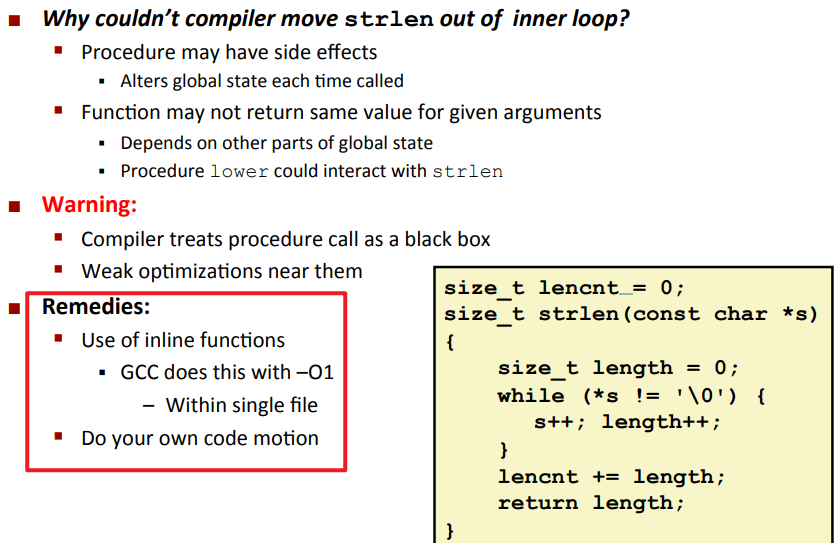 Why couldn't compiler move strlen out of inner loop?
Procedure may have side effects
Alters global state each time called
Function may not return same value for given arguments
Depends on other parts of global state
Procedure lower could interact with strlen
Warning:
Compiler treats procedure call as a black box
Weak optimizations near them
Remedies:
Use of inline functions
GCC does this with –O1
– Within single file
Do your own code motion
size_t lencnt = 0;
size_t strlen(const char *s)
{
size_t length = 0;
while (*s != '\0') {
s++; length++;
}
lencnt += length;
return length;
}